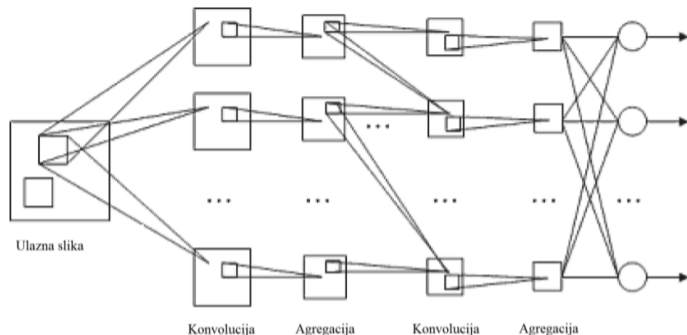 Ulazna slika
Konvolucija
Agregacija
Konvolucija
Agregacija